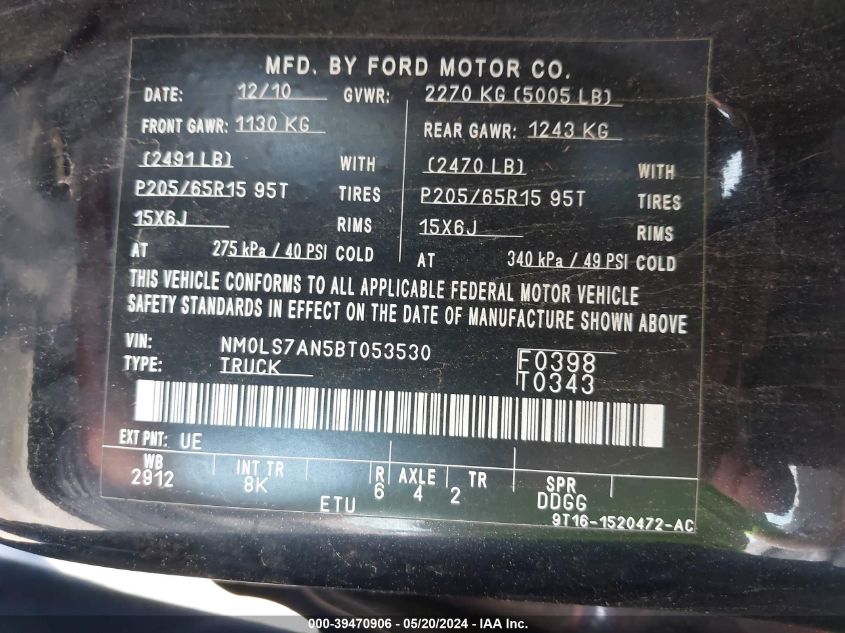 MFD. BY FORD MOTOR CO.
DATE: 12/10 GVWR: 2270 KG (5005 LB)
FRONT GAWR: 1130 KG REAR GAWR: 1243 KG
(2491 LB) WITH (2470 LB) WITH
P205/65R15 95T TIRES P205/65R15 95T TIRES
15X6J RIMS 15X6J RIMS
AT 275 kPa / 40 PSI COLD AT 340 kPa / 49 PSI COLD
THIS VEHICLE CONFORMS TO ALL APPLICABLE FEDERAL MOTOR VEHICLE
SAFETY STANDARDS IN EFFECT ON THE DATE OF MANUFACTURE SHOWN ABOVE
VIN: NM0LS7AN5BT053530 F0398
TYPE: TRUCK T0343
EXT PNT: UE
WB INT TR R AXLE TR SPR
2912 8K 6 4 2 DDGG
ETU 9T16-1520472-AC
000-39470906 - 05/20/2024 - IAA Inc.